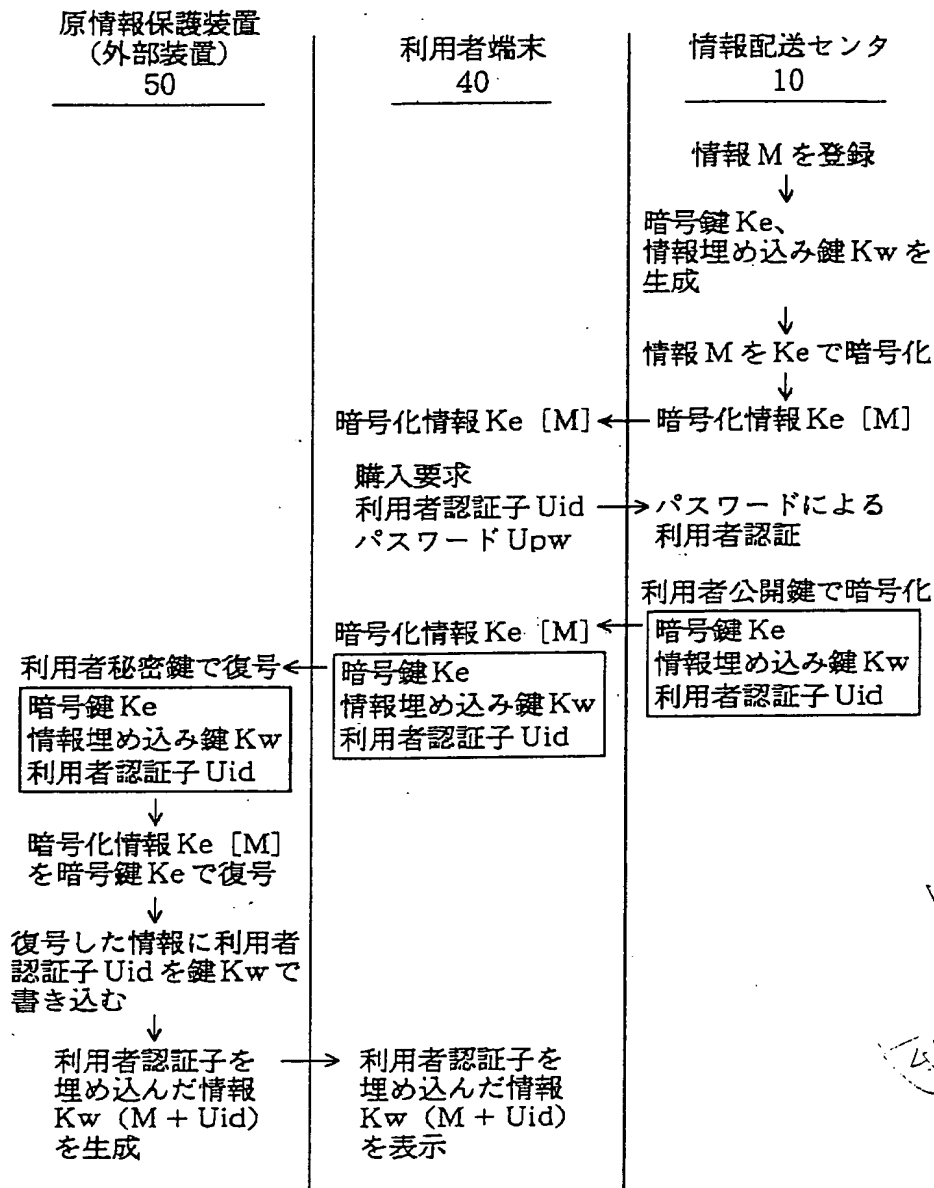 原情報保護装置
(外部装置)
50
利用者端末
40
情報配送センタ
10
情報Mを登録
↓
暗号鍵Ke、
情報埋め込み鍵Kwを
生成
↓
情報MをKeで暗号化
↓
暗号化情報Ke［M］←暗号化情報Ke［M］
購入要求
利用者認証子Uid
パスワードUpw
→パスワードによる
利用者認証
利用者公開鍵で暗号化
暗号鍵Ke
情報埋め込み鍵Kw
利用者認証子Uid
暗号化情報Ke［M］←
暗号鍵Ke
情報埋め込み鍵Kw
利用者認証子Uid
利用者秘密鍵で復号←
暗号鍵Ke
情報埋め込み鍵Kw
利用者認証子Uid
↓
暗号化情報Ke［M］
を暗号鍵Keで復号
↓
復号した情報に利用者
認証子Uidを鍵Kwで
書き込む
↓
利用者認証子を
埋め込んだ情報
Kw（M＋Uid）
を生成
→
利用者認証子を
埋め込んだ情報
Kw（M＋Uid）
を表示